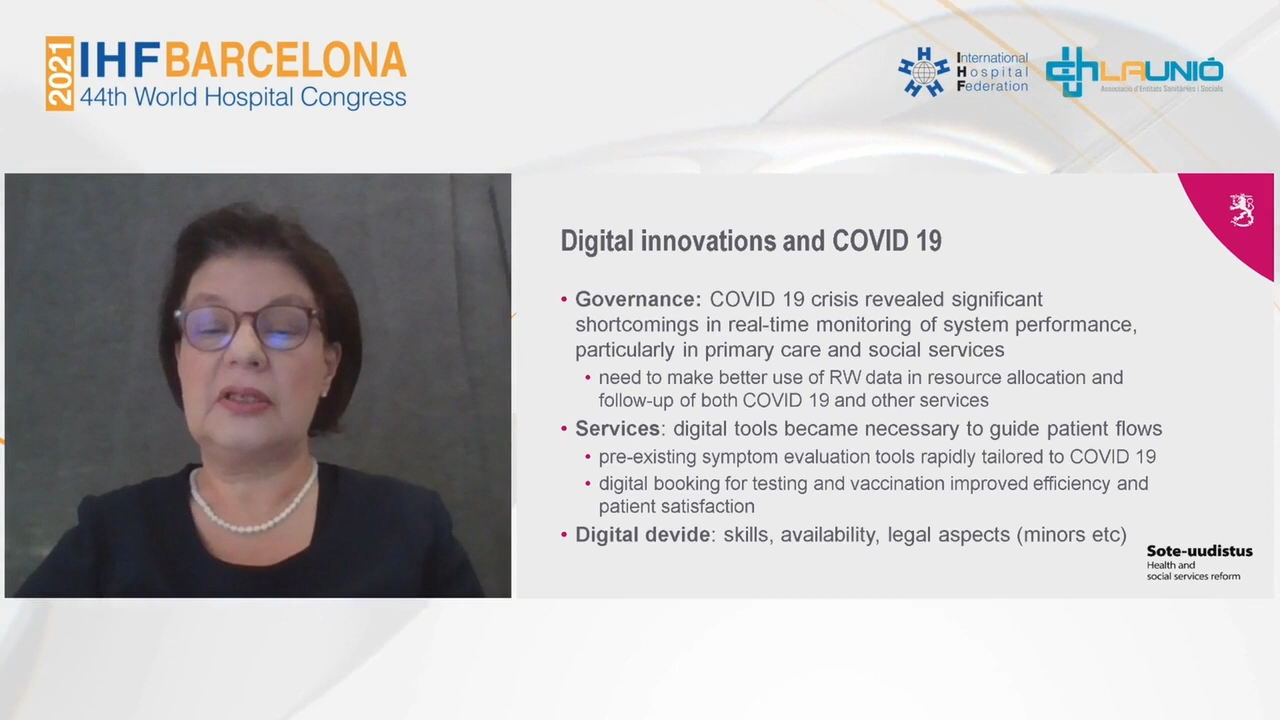 2021
IHF BARCELONA
44th World Hospital Congress
International
Hospital
Federation
LAUNIÓ
Associació d'Entitats Sanitàries i Socials
Digital innovations and COVID 19
• Governance: COVID 19 crisis revealed significant
shortcomings in real-time monitoring of system performance,
particularly in primary care and social services
• need to make better use of RW data in resource allocation and
follow-up of both COVID 19 and other services
• Services: digital tools became necessary to guide patient flows
• pre-existing symptom evaluation tools rapidly tailored to COVID 19
• digital booking for testing and vaccination improved efficiency and
patient satisfaction
• Digital devide: skills, availability, legal aspects (minors etc)
Sote-uudistus
Health and
social services reform